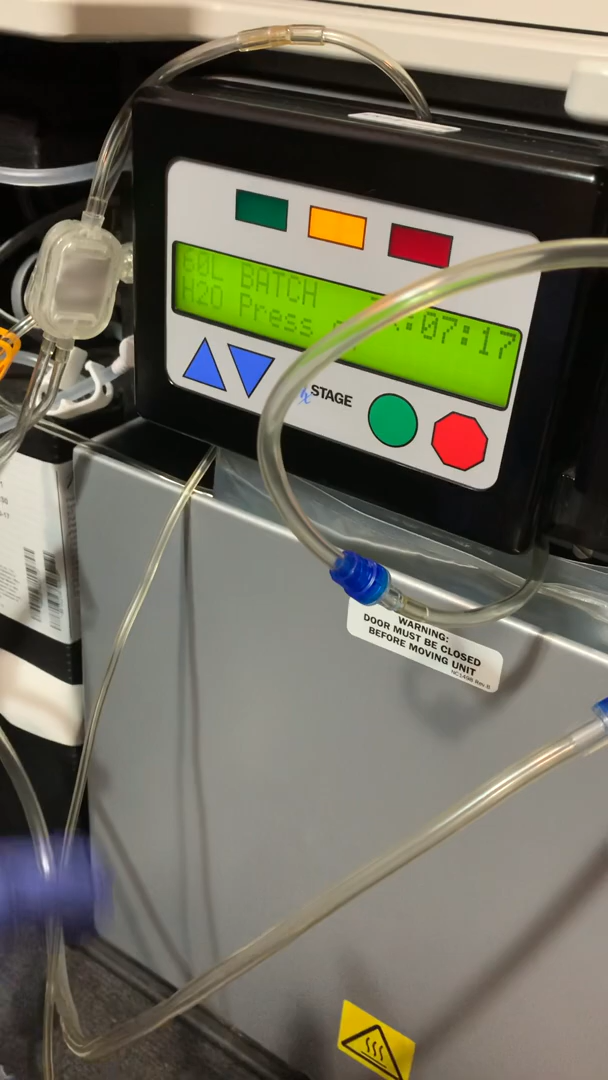 60L BATCH
:07:17
H2O Press
STAGE
WARNING:
DOOR MUST BE CLOSED
BEFORE MOVING UNIT